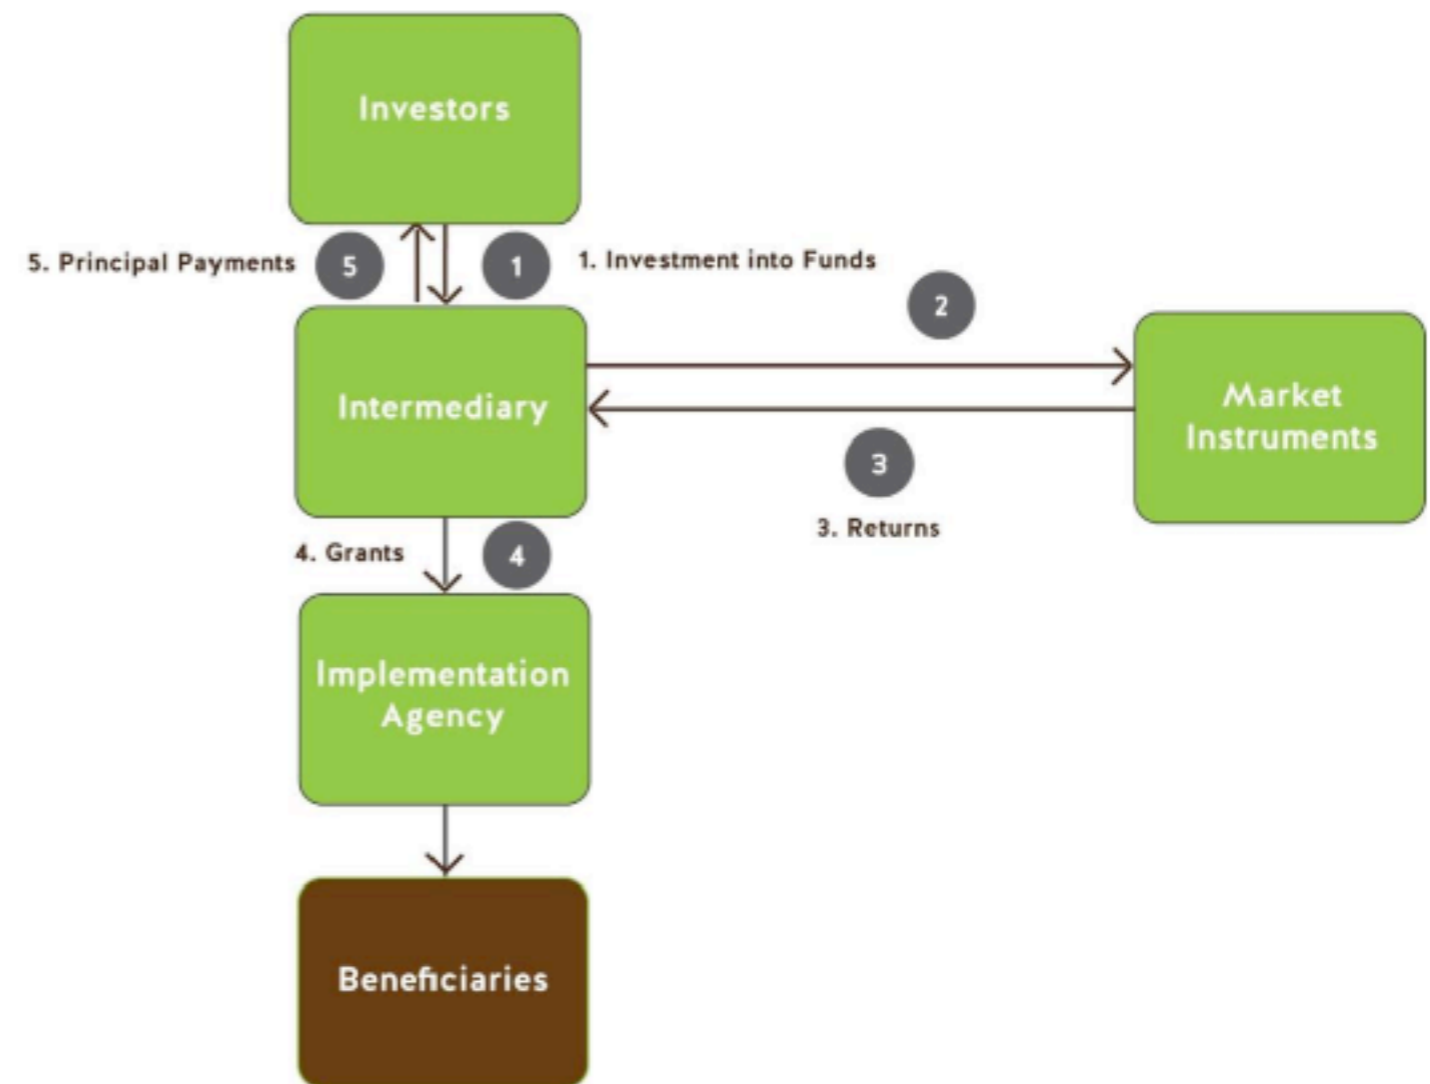 Investors
5. Principal Payments
5
1
1. Investment into Funds
2
Intermediary
Market
Instruments
3
3. Returns
4. Grants
4
Implementation
Agency
Beneficiaries